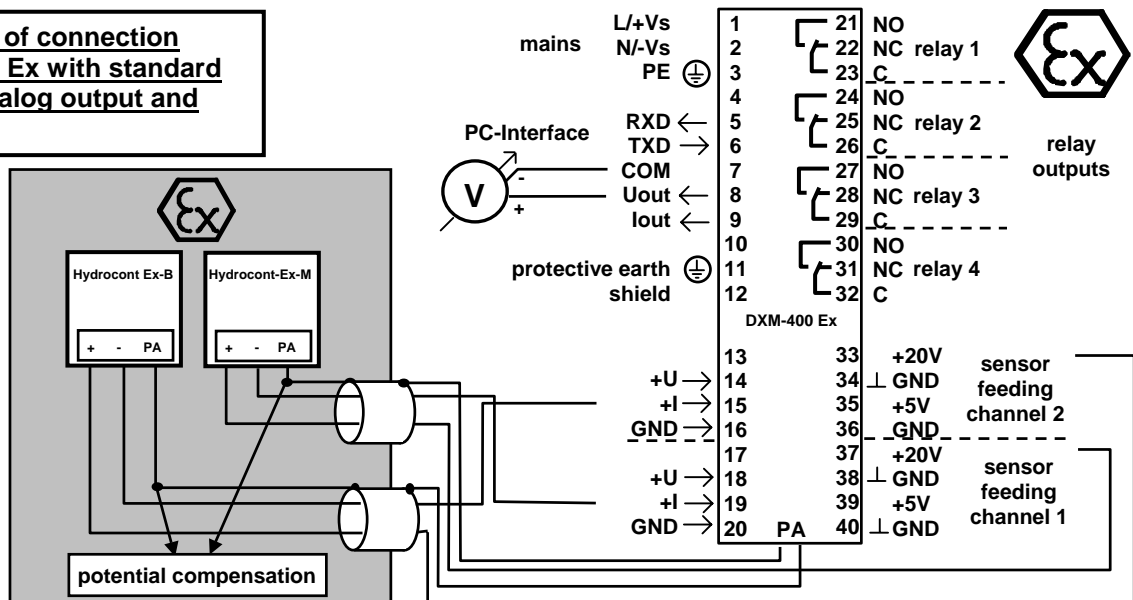 of connection
Ex with standard
alog output and
mains
L/+Vs
N/-Vs
PE
PC-Interface
RXD
TXD
COM
Uout
Iout
V
-
+
protective earth
shield
1
2
3
4
5
6
7
8
9
10
11
12
21 NO
22 NC relay 1
23 C
24 NO
25 NC relay 2
26 C
27 NO
28 NC relay 3
29 C
30 NO
31 NC relay 4
32 C
Ex
relay
outputs
DXM-400 Ex
13
+U 14
+I 15
GND 16
17
+U 18
+I 19
GND 20
PA
33 +20V
34 GND
35 +5V
36 GND
37 +20V
38 GND
39 +5V
40 GND
sensor
feeding
channel 2
sensor
feeding
channel 1
Ex
Hydrocont Ex-B
+ - PA
Hydrocont-Ex-M
+ - PA
potential compensation